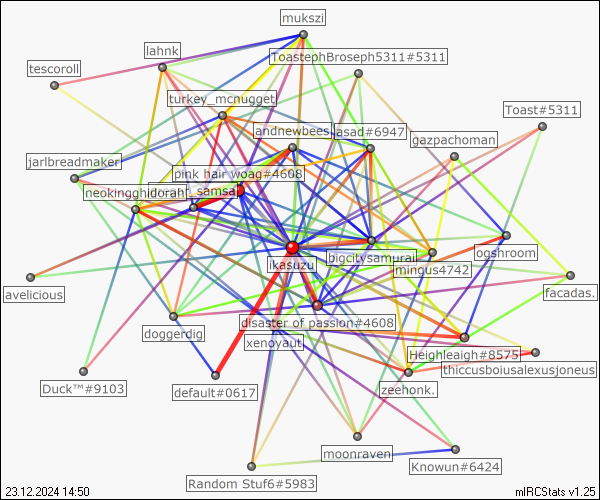 mukszi
lahnk
ToastephBroseph5311#5311
tescoroll
turkey_mcnugget
Toast#5311
andnewbees
asad#6947
gazpachoman
jarlbreadmaker
pink hair woag#4608
neokingghidorah
samsa
ikasuzu
bigcitysamurai
ogshroom
mingus4742
avelicious
facadas.
disaster of passion#4608
doggerdig
xenoyaut
Heighleaigh#8575
thiccusboiusalexusjoneus
Duck™#9103
default#0617
zeehonk.
moonraven
Knowun#6424
Random Stuf6#5983
23.12.2024 14:50
mIRCStats v1.25